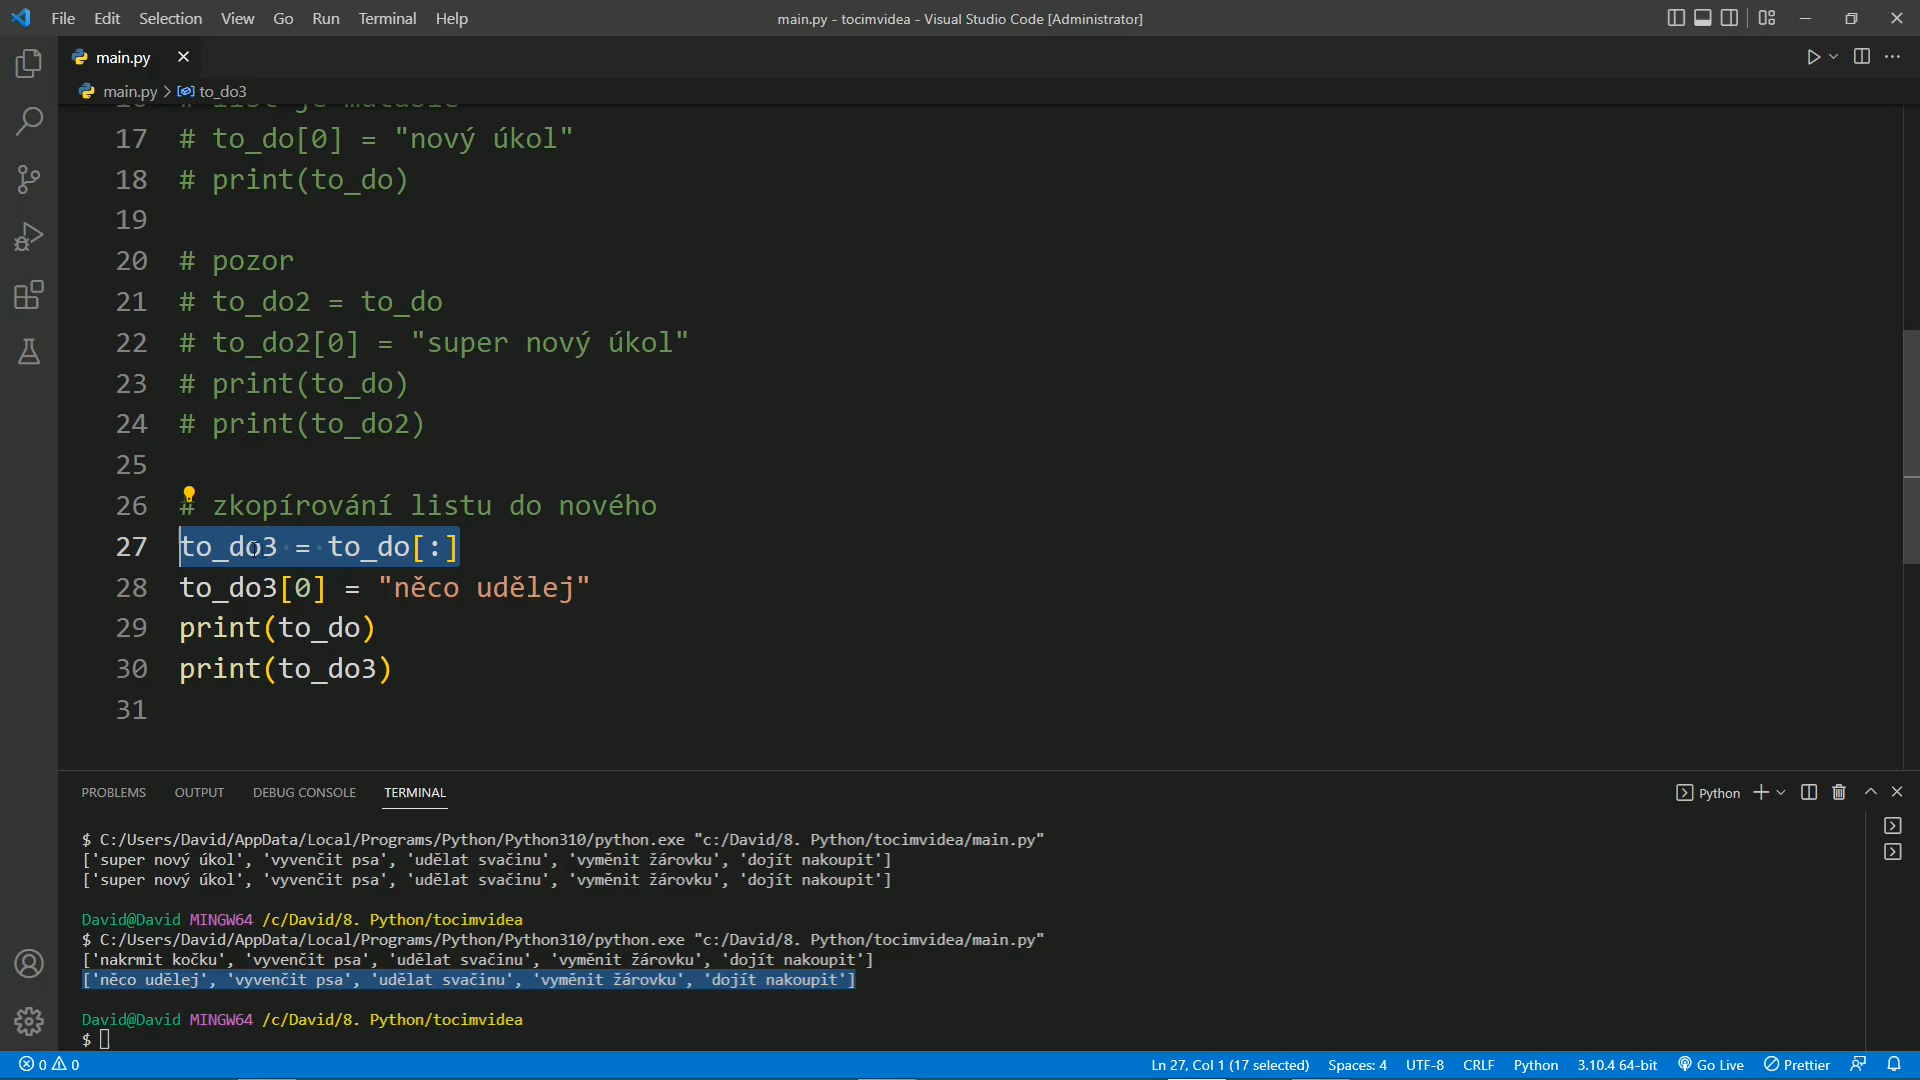 File Edit Selection View Go Run Terminal Help
main.py - tocimvidea - Visual Studio Code [Administrator]
main.py
main.py > to_do3
17 # to_do[0] = "nový úkol"
18 # print(to_do)
19
20 # pozor
21 # to_do2 = to_do
22 # to_do2[0] = "super nový úkol"
23 # print(to_do)
24 # print(to_do2)
25
26 # zkopírování listu do nového
27 to_do3 = to_do[:]
28 to_do3[0] = "něco udělej"
29 print(to_do)
30 print(to_do3)
31
PROBLEMS OUTPUT DEBUG CONSOLE TERMINAL
Python
$ C:/Users/David/AppData/Local/Programs/Python/Python310/python.exe "c:/David/8. Python/tocimvidea/main.py"
['super nový úkol', 'vyvenčit psa', 'udělat svačinu', 'vyměnit žárovku', 'dojít nakoupit']
['super nový úkol', 'vyvenčit psa', 'udělat svačinu', 'vyměnit žárovku', 'dojít nakoupit']
David@David MINGW64 /c/David/8. Python/tocimvidea
$ C:/Users/David/AppData/Local/Programs/Python/Python310/python.exe "c:/David/8. Python/tocimvidea/main.py"
['nakrmit kočku', 'vyvenčit psa', 'udělat svačinu', 'vyměnit žárovku', 'dojít nakoupit']
['něco udělej', 'vyvenčit psa', 'udělat svačinu', 'vyměnit žárovku', 'dojít nakoupit']
David@David MINGW64 /c/David/8. Python/tocimvidea
$
0 0 Ln 27, Col 1 (17 selected) Spaces: 4 UTF-8 CRLF Python 3.10.4 64-bit Go Live Prettier